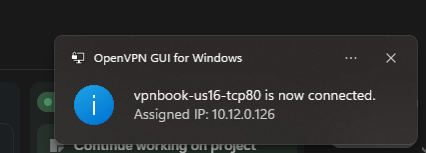 OpenVPN GUI for Windows
vpnbook-us16-tcp80 is now connected.
Assigned IP: 10.12.0.126
Continue working on project